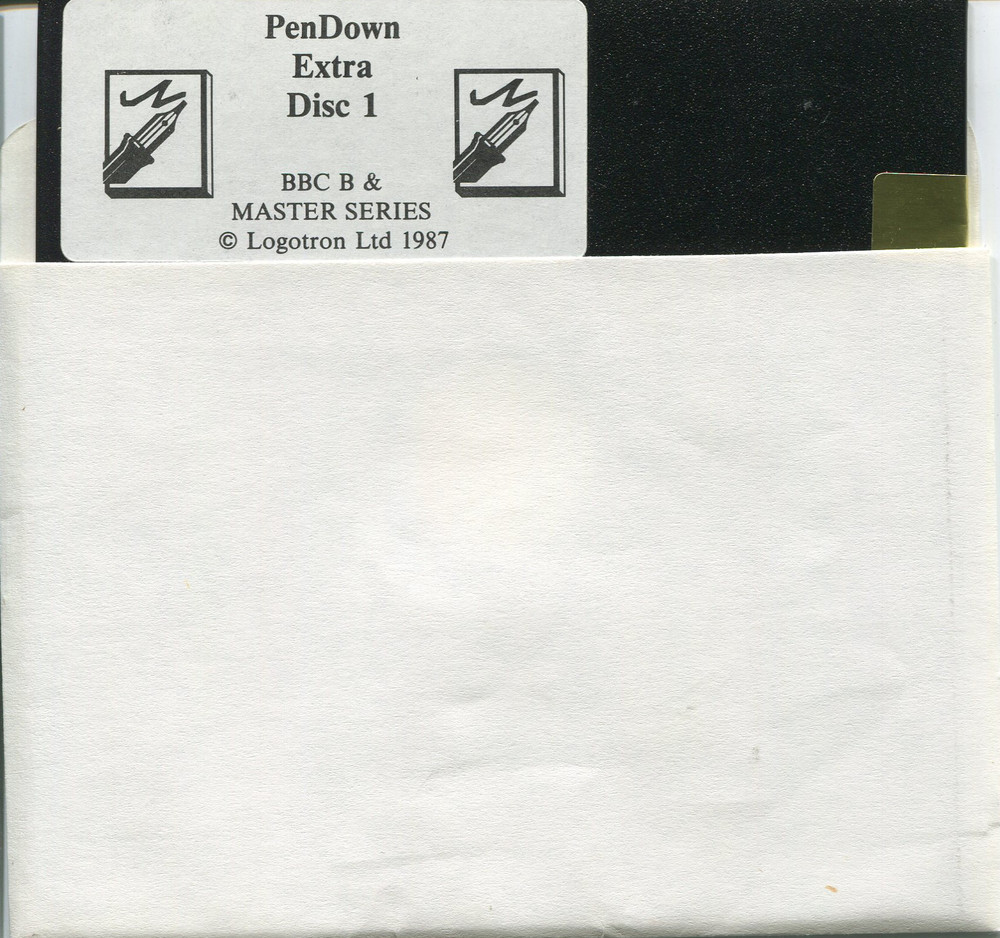 PenDown
Extra
Disc 1
BBC B &
MASTER SERIES
© Logotron Ltd 1987